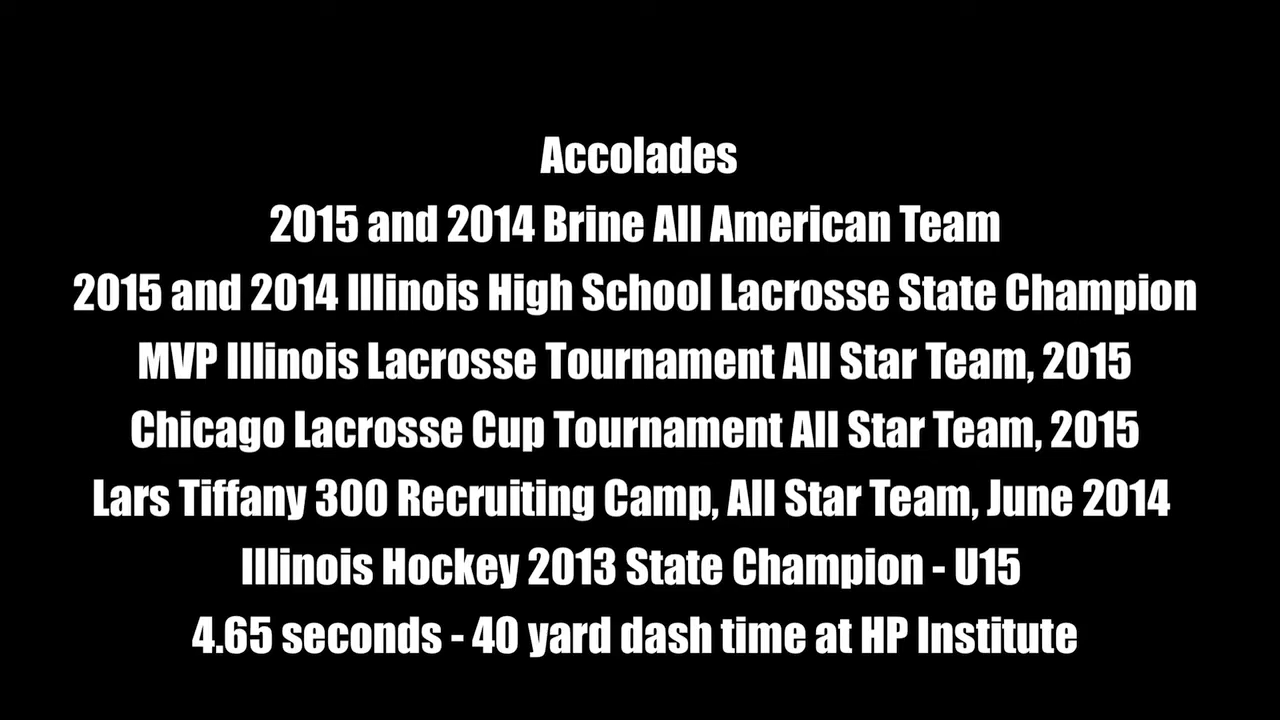 Accolades
2015 and 2014 Brine All American Team
2015 and 2014 Illinois High School Lacrosse State Champion
MVP Illinois Lacrosse Tournament All Star Team, 2015
Chicago Lacrosse Cup Tournament All Star Team, 2015
Lars Tiffany 300 Recruiting Camp, All Star Team, June 2014
Illinois Hockey 2013 State Champion - U15
4.65 seconds - 40 yard dash time at HP Institute